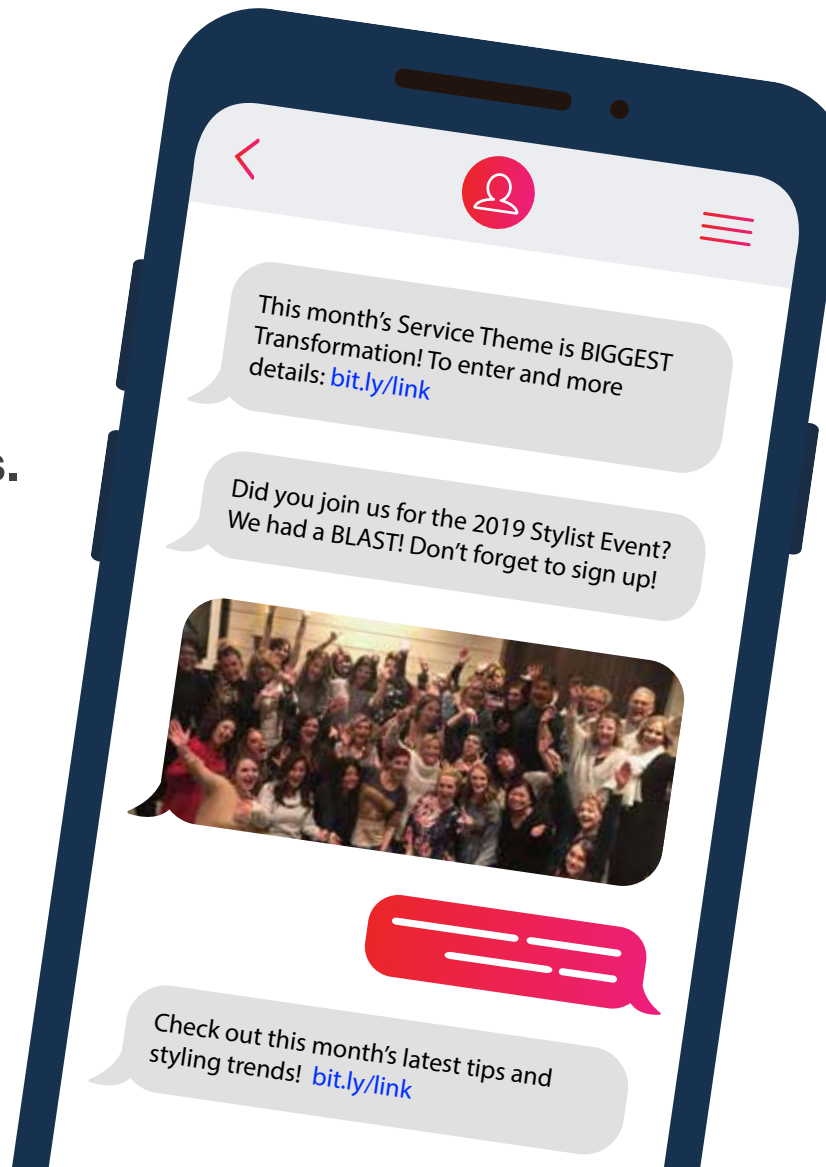 This month's Service Theme is BIGGEST
Transformation! To enter and more
details: bit.ly/link
s.
Did you join us for the 2019 Stylist Event?
We had a BLAST! Don't forget to sign up!
Check out this month's latest tips and
styling trends! bit.ly/link